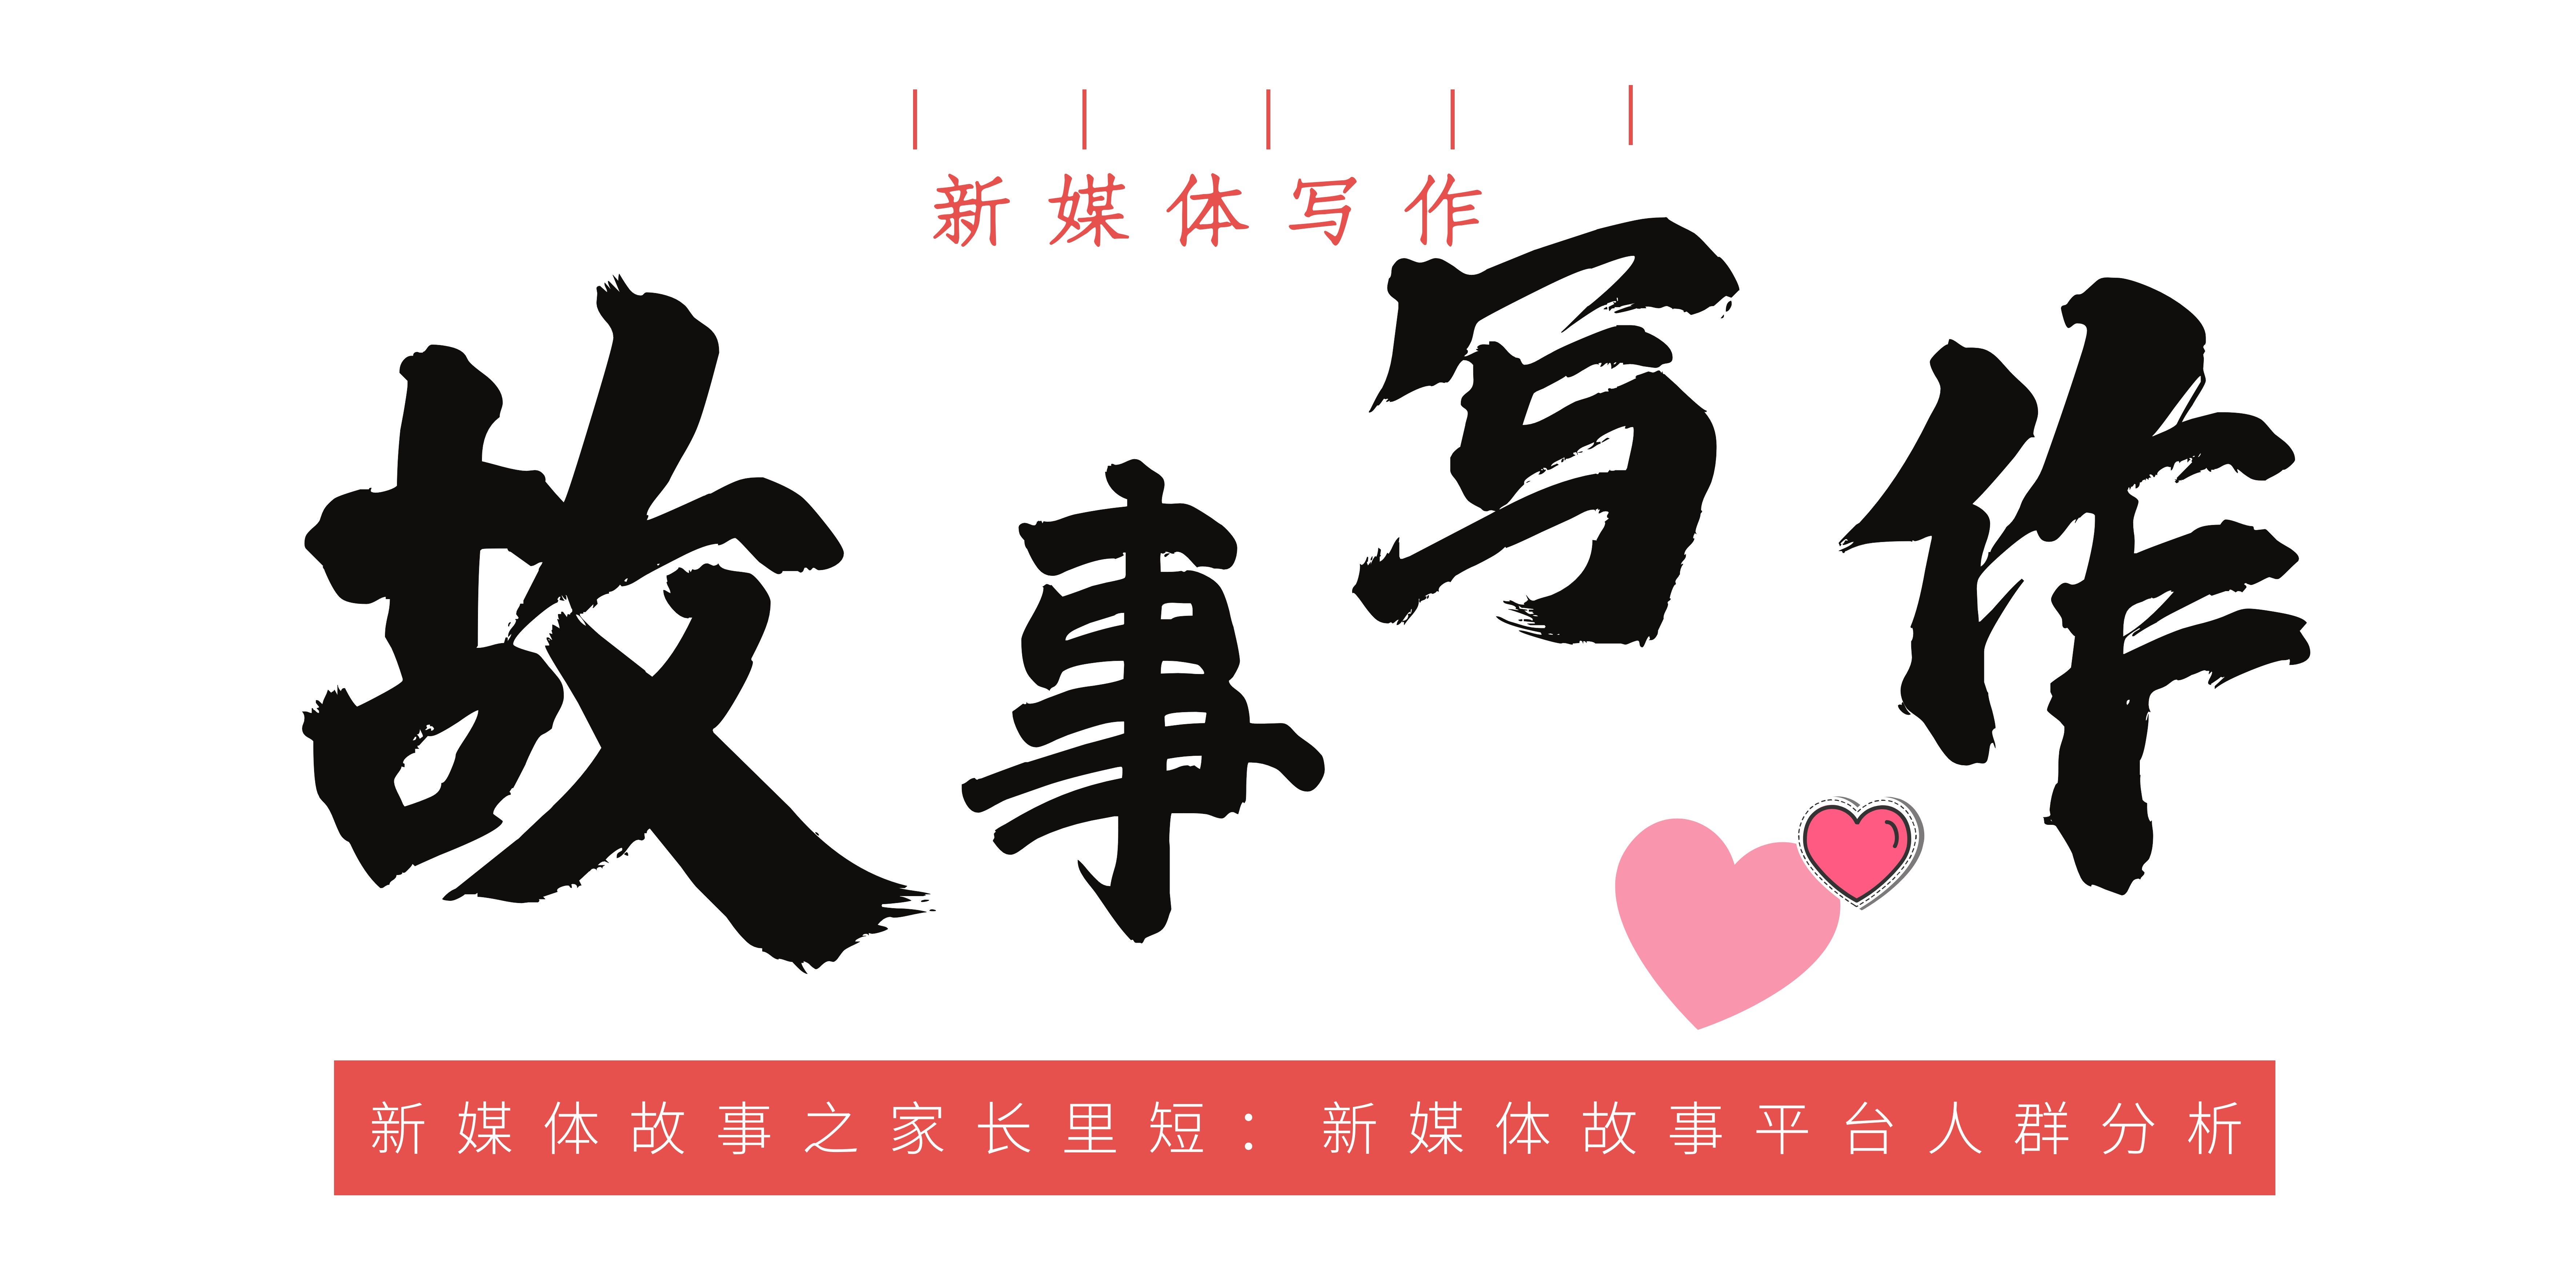 新媒体写作
故事写作
新媒体故事之家长里短：新媒体故事平台人群分析